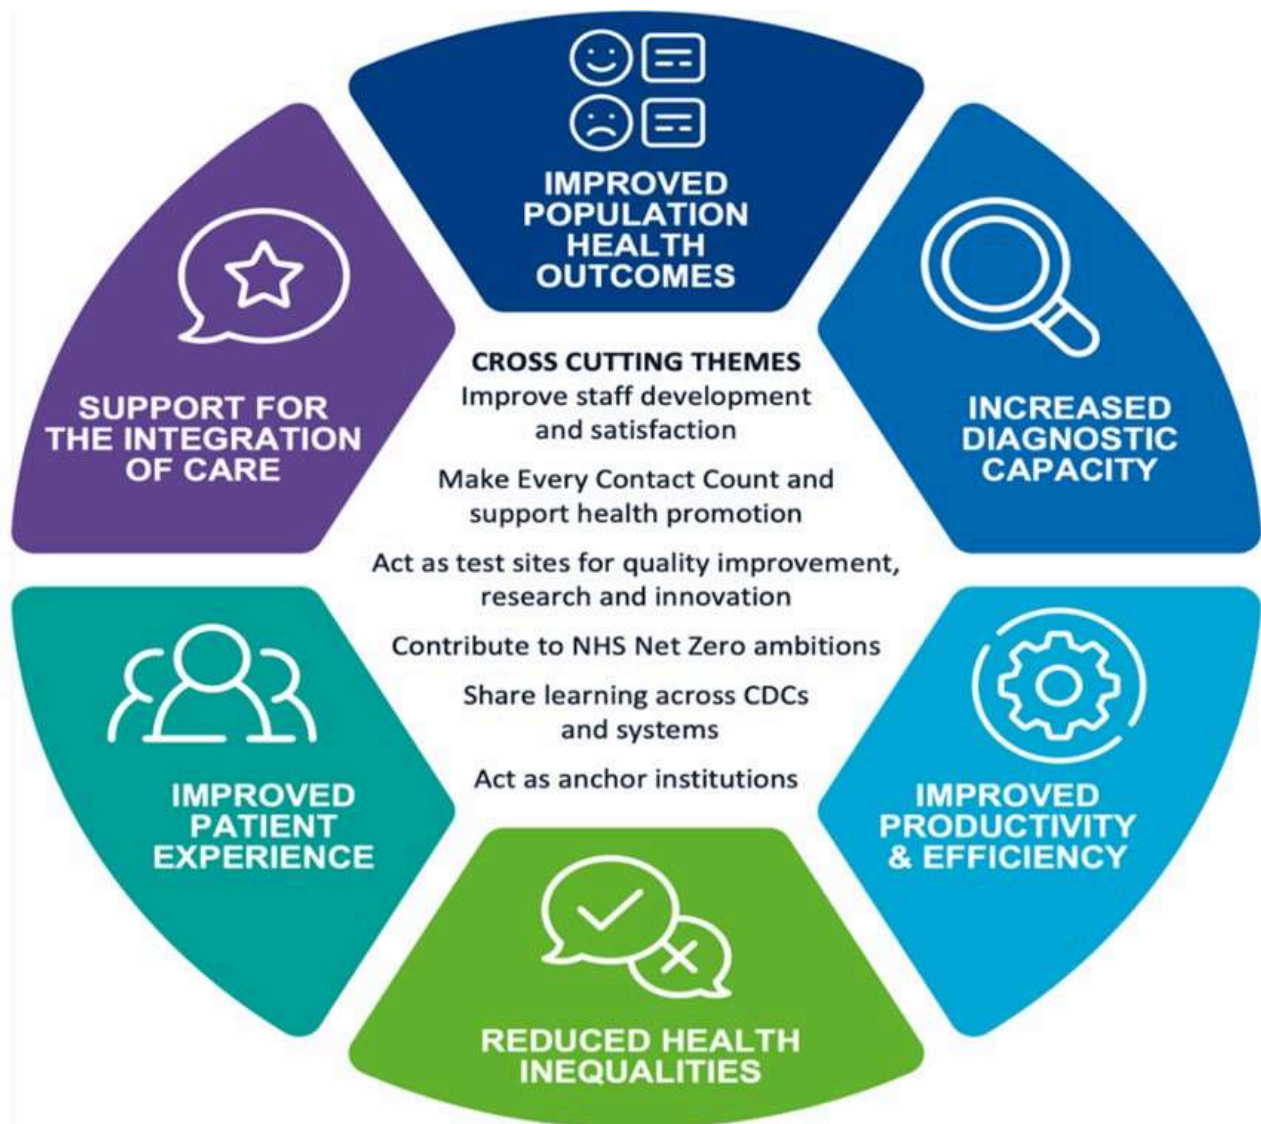 IMPROVED
POPULATION
HEALTH
OUTCOMES
INCREASED
DIAGNOSTIC
CAPACITY
IMPROVED
PRODUCTIVITY
& EFFICIENCY
REDUCED HEALTH
INEQUALITIES
IMPROVED
PATIENT
EXPERIENCE
SUPPORT FOR
THE INTEGRATION
OF CARE
CROSS CUTTING THEMES
Improve staff development
and satisfaction
Make Every Contact Count and
support health promotion
Act as test sites for quality improvement,
research and innovation
Contribute to NHS Net Zero ambitions
Share learning across CDCs
and systems
Act as anchor institutions